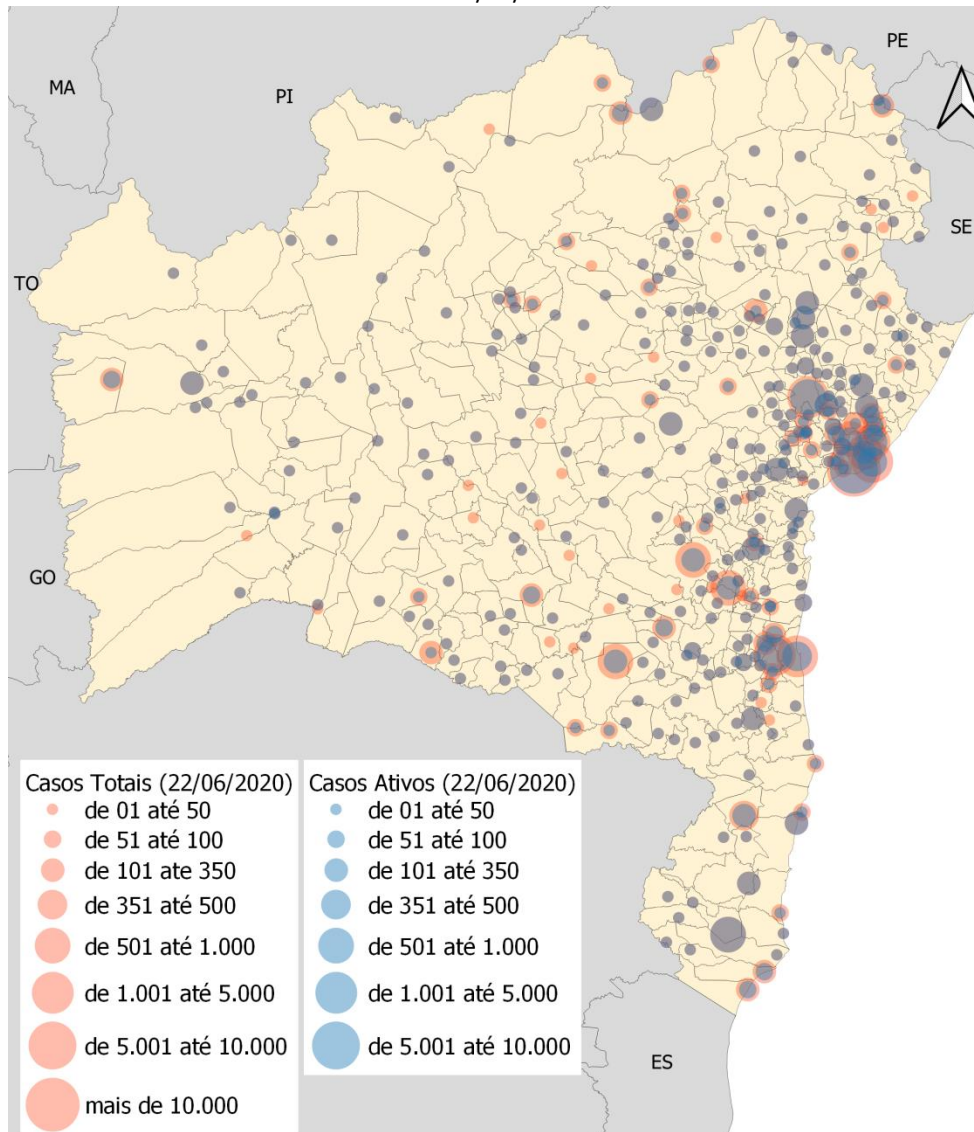 PE
MA
PI
SE
TO
GO
Casos Totais (22/06/2020)
de 01 até 50
de 51 até 100
de 101 até 350
de 351 até 500
de 501 até 1.000
de 1.001 até 5.000
de 5.001 até 10.000
mais de 10.000
Casos Ativos (22/06/2020)
de 01 até 50
de 51 até 100
de 101 até 350
de 351 até 500
de 501 até 1.000
de 1.001 até 5.000
de 5.001 até 10.000
ES